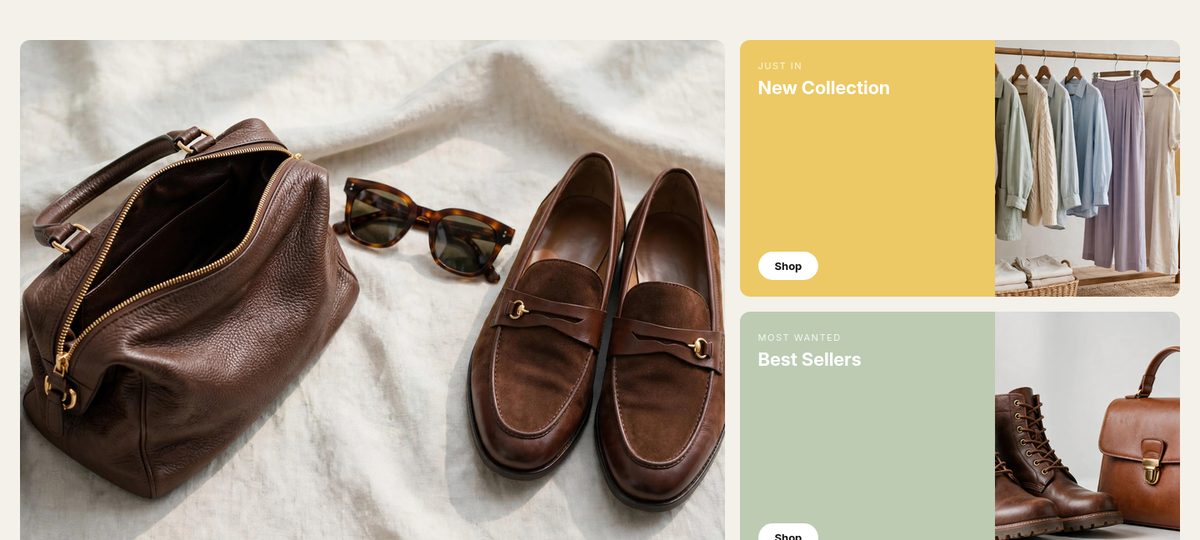 JUST IN
New Collection
Shop
MOST WANTED
Best Sellers
Shop